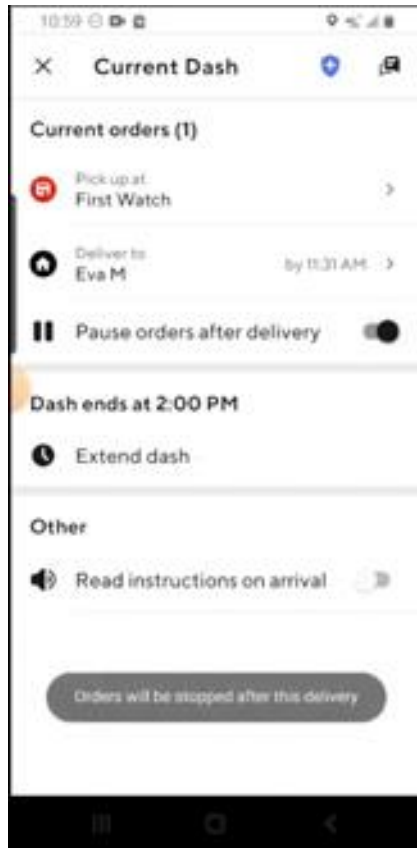 10:59
Current Dash
Current orders (1)
Pick up at
First Watch
Deliver to
Eva M
by 11:31 AM
Pause orders after delivery
Dash ends at 2:00 PM
Extend dash
Other
Read instructions on arrival
Orders will be stopped after this delivery